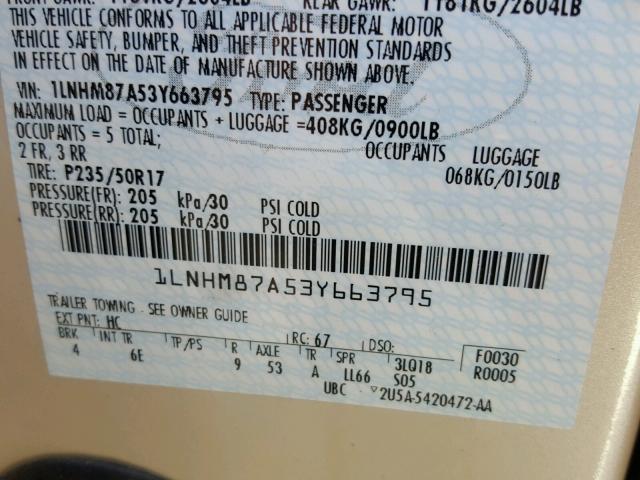 1181KG/2604LB
THIS VEHICLE CONFORMS TO ALL APPLICABLE FEDERAL MOTOR
VEHICLE SAFETY, BUMPER, AND THEFT PREVENTION STANDARDS
IN EFFECT ON THE DATE OF MANUFACTURE SHOWN ABOVE.
VIN: 1LNHM87A53Y663795 TYPE: PASSENGER
MAXIMUM LOAD = OCCUPANTS + LUGGAGE =408KG/0900LB
OCCUPANTS = 5 TOTAL; OCCUPANTS LUGGAGE
2 FR, 3 RR 068KG/0150LB
TIRE: P235/50R17
PRESSURE(FR): 205 kPa/30 PSI COLD
PRESSURE(RR): 205 kPa/30 PSI COLD
1LNHM87A53Y663795
TRAILER TOWING - SEE OWNER GUIDE
EXT PNT: HC RC: 67 DSO: F0030
BRK INT TR TP/PS R AXLE TR SPR 3LQ18 R0005
4 6E 9 53 A LL66 S05
UBC 2U5A-5420472-AA